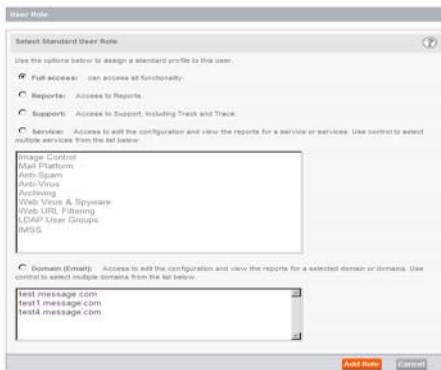 User Role
Select Standard User Role
Use the options below to assign a standard profile to this user.
Full access: can access all functionality.
Reports: Access to Reports.
Support: Access to Support, including Track and Trace.
Service: Access to edit the configuration and view the reports for a service or services. Use control to select
multiple services from the list below.
Image Control
Mail Platform
Anti-Spam
Anti-Virus
Archiving
Web Virus & Spyware
Web URL Filtering
LDAP User Groups
IMSS
Domain (Email): Access to edit the configuration and view the reports for a selected domain or domains. Use
control to select multiple domains from the list below.
test.message.com
test1.message.com
test4.message.com
Add Role Cancel